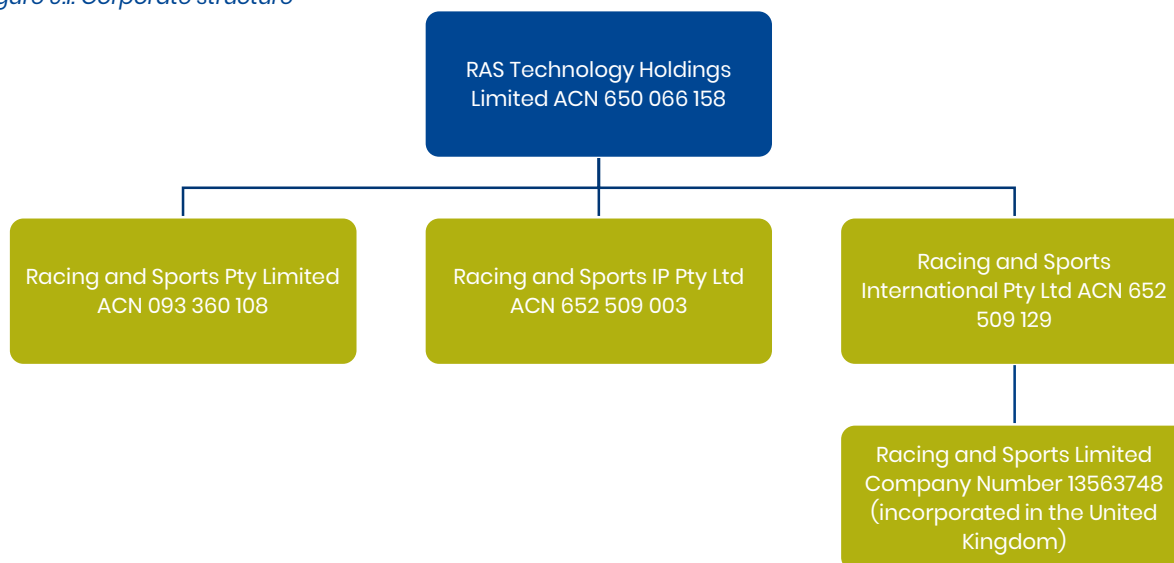 Corporate structure
RAS Technology Holdings
Limited ACN 650 066 158
Racing and Sports Pty Limited
ACN 093 360 108
Racing and Sports IP Pty Ltd
ACN 652 509 003
Racing and Sports
International Pty Ltd ACN 652
509 129
Racing and Sports Limited
Company Number 13563748
(incorporated in the United
Kingdom)